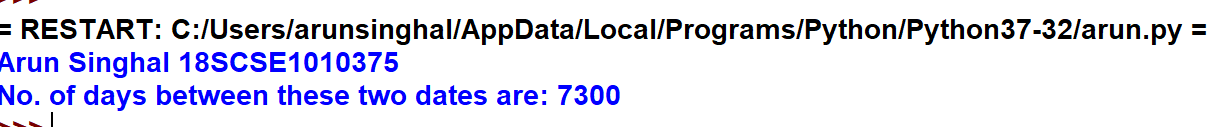 >>>
= RESTART: C:/Users/arunsinghal/AppData/Local/Programs/Python/Python37-32/arun.py =
Arun Singhal 18SCSE1010375
No. of days between these two dates are: 7300
>>>